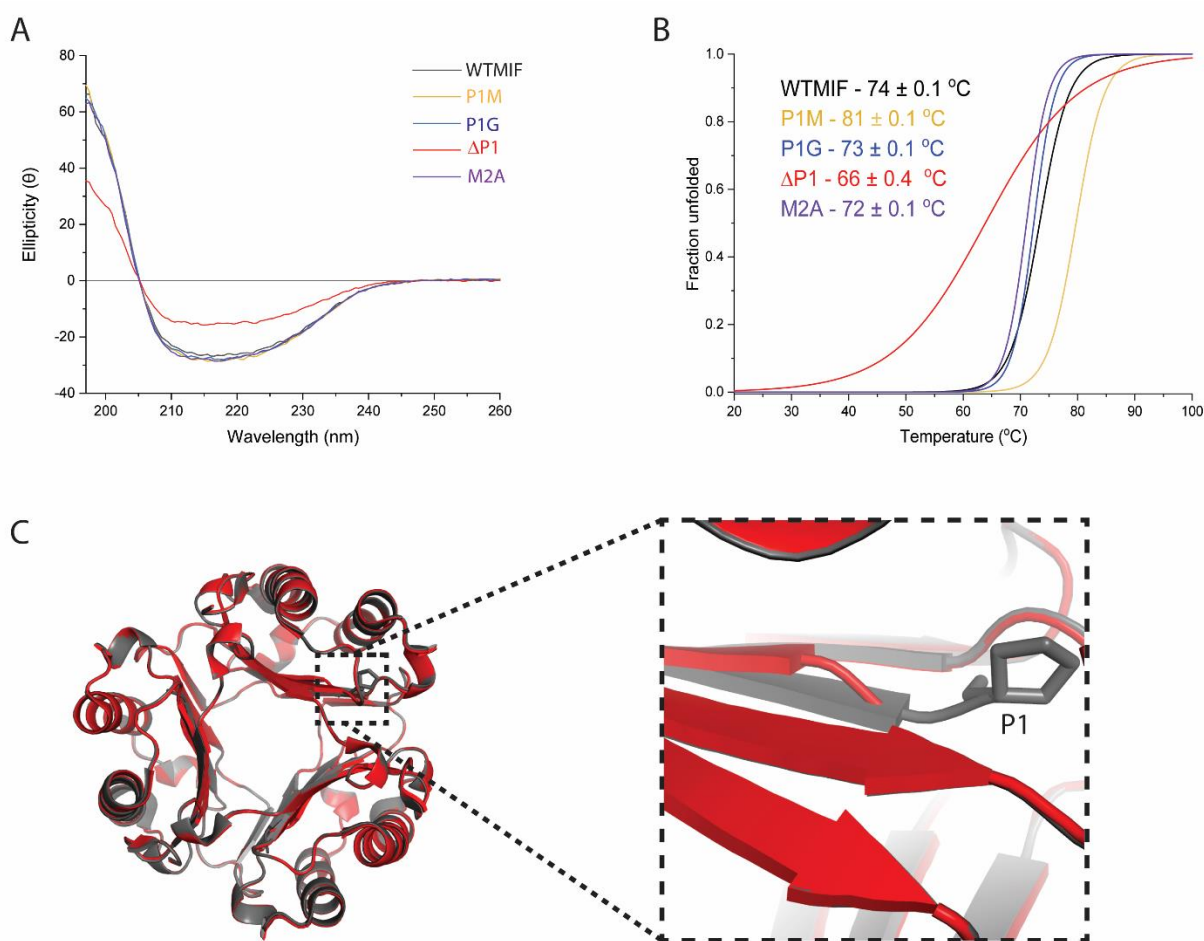 A
80
60
40
20
0
-20
-40
Ellipticity (θ)
200
210
220
230
240
250
260
Wavelength (nm)
WTMIF
P1M
P1G
ΔP1
M2A
B
1.0
0.8
0.6
0.4
0.2
0.0
Fraction unfolded
20
30
40
50
60
70
80
90
100
Temperature (°C)
WTMIF - 74 ± 0.1 °C
P1M - 81 ± 0.1 °C
P1G - 73 ± 0.1 °C
ΔP1 - 66 ± 0.4 °C
M2A - 72 ± 0.1 °C
C
P1